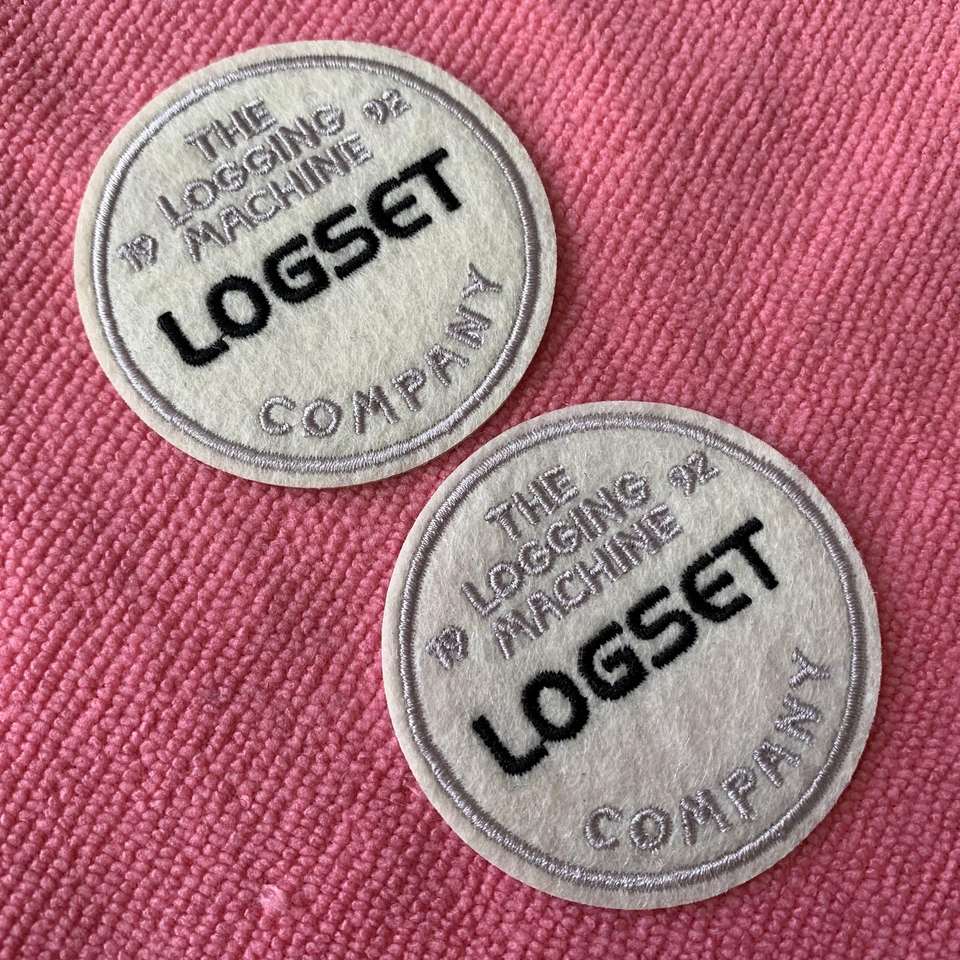 THE
LOGGING
MACHINE
19 92
LOGSET
COMPANY
THE
LOGGING
MACHINE
19 92
LOGSET
COMPANY